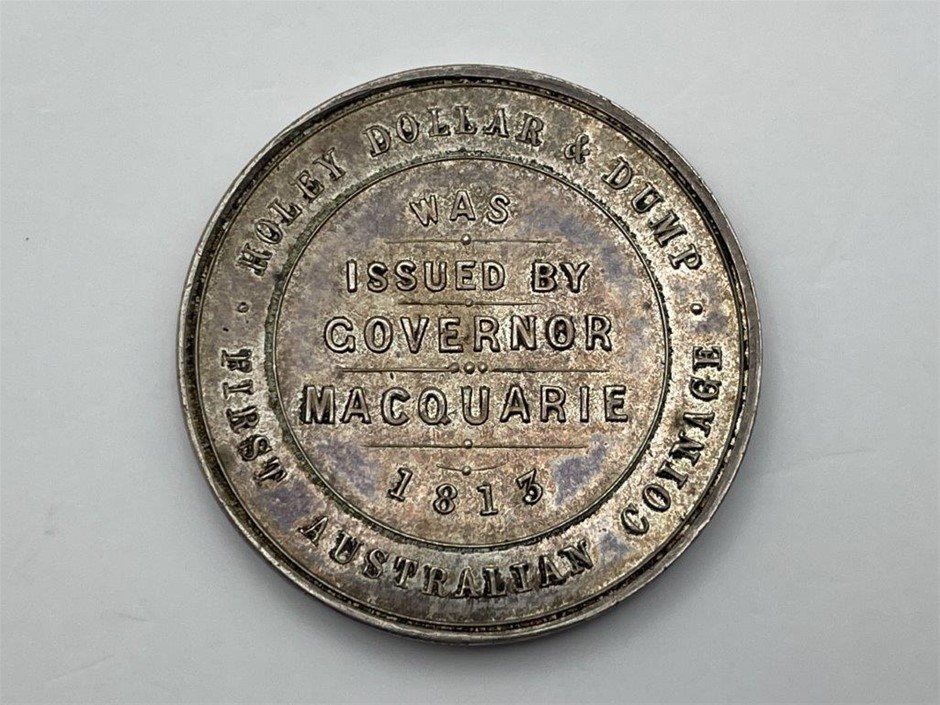 HOLEY DOLLAR & DUMP
WAS
ISSUED BY
GOVERNOR
MACQUARIE
1813
· FIRST AUSTRALIAN COINAGE ·